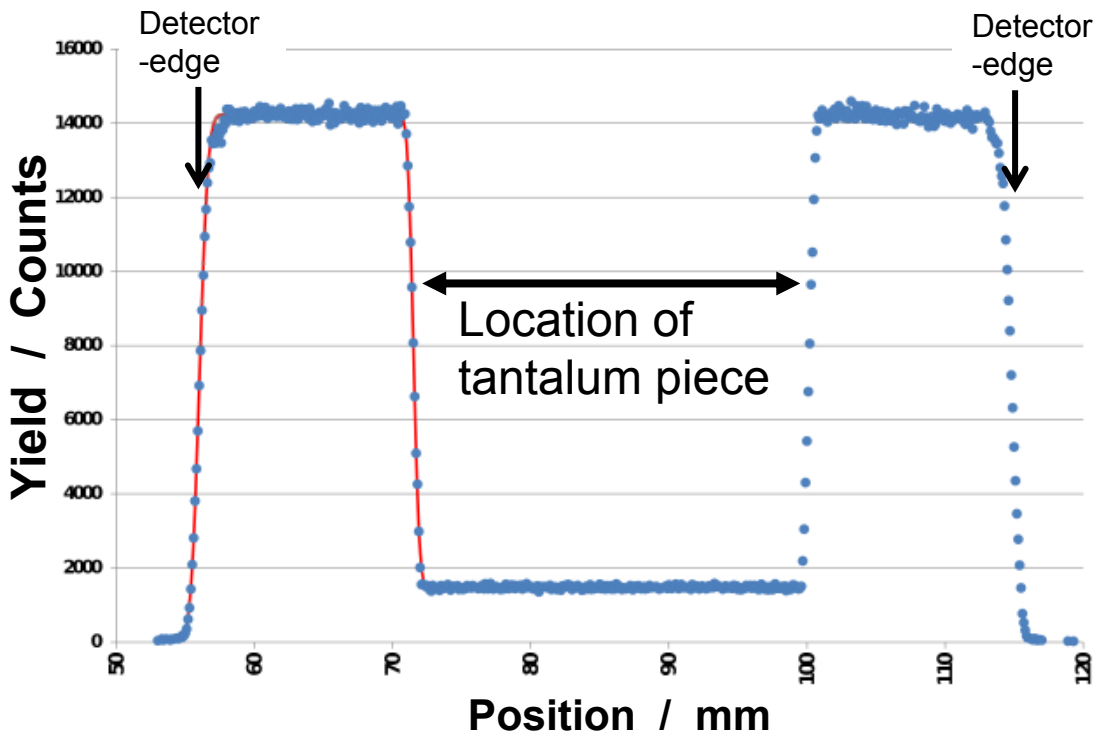 Detector
-edge
Detector
-edge
16000
14000
12000
10000
8000
6000
4000
2000
0
Yield / Counts
Location of
tantalum piece
50
60
70
80
90
100
110
120
Position / mm